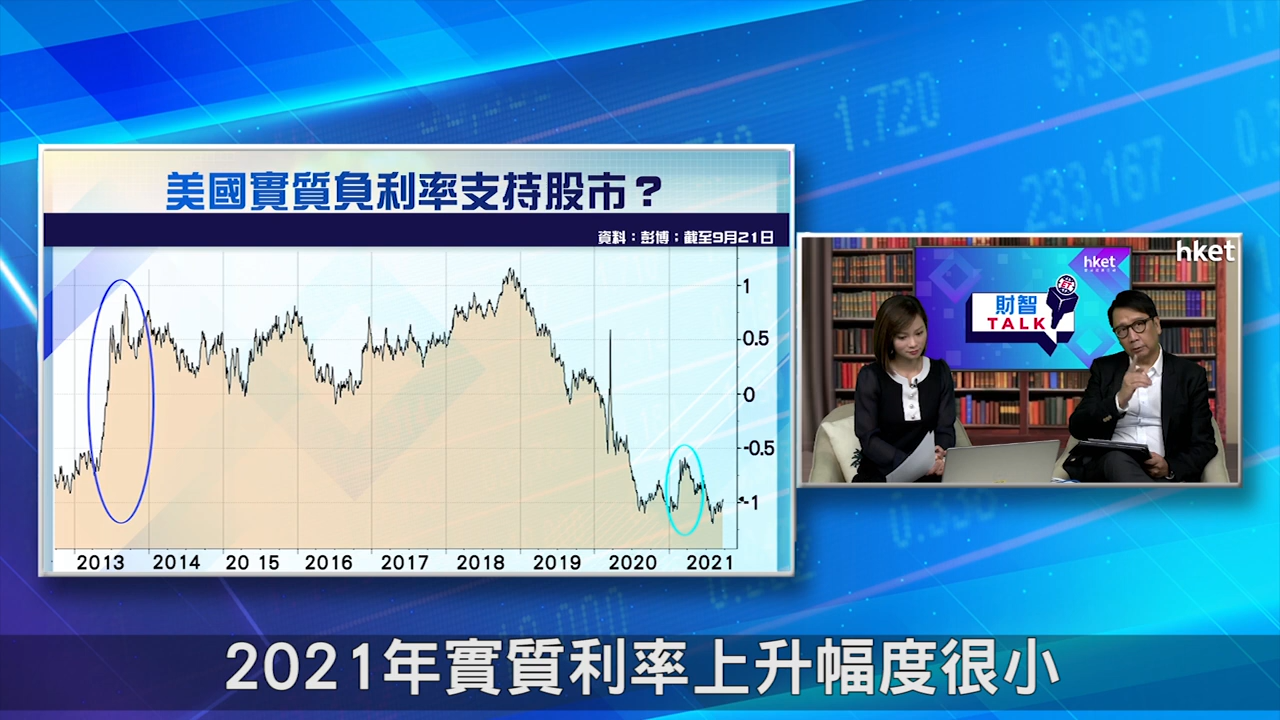 美國實質負利率支持股市？
資料：彭博；截至9月21日
1
0.5
0
-0.5
-1
2013 2014 20 15 2016 2017 2018 2019 2020 2021
hket
hket
財智
TALK
2021年實質利率上升幅度很小
1.720
9,996
233,167